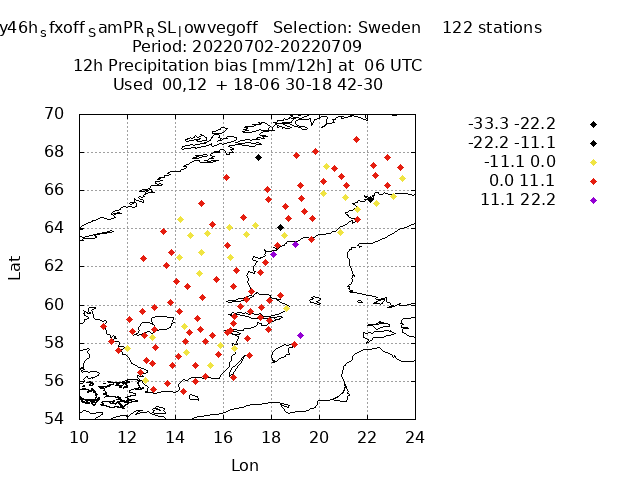 y46h_sfxoff_SamPR_RSL_lowvegoff Selection: Sweden 122 stations
Period: 20220702-20220709
12h Precipitation bias [mm/12h] at 06 UTC
Used 00,12 + 18-06 30-18 42-30
-33.3 -22.2
-22.2 -11.1
-11.1 0.0
0.0 11.1
11.1 22.2
70
68
66
64
62
60
58
56
54
Lat
10 12 14 16 18 20 22 24
Lon